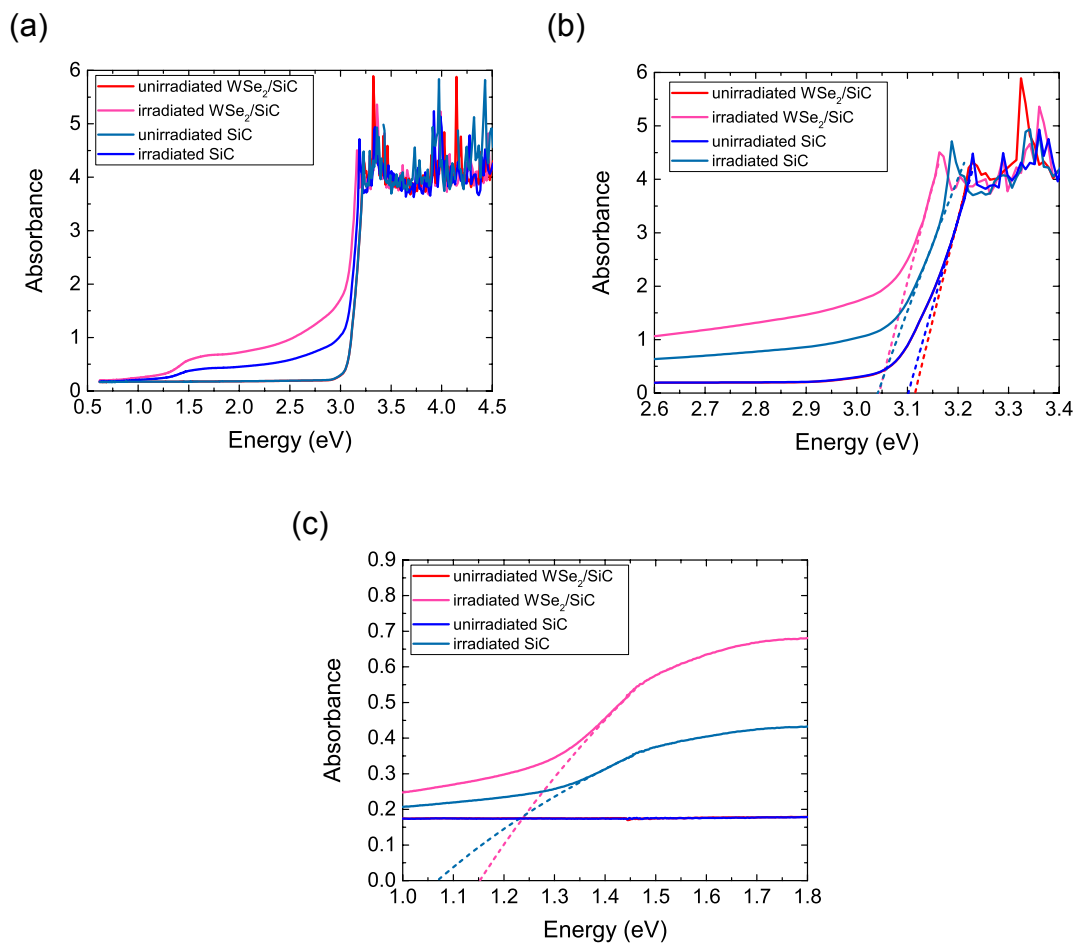 (a)
(b)
6
5
4
3
2
1
0
Absorbance
unirradiated WSe₂/SiC
irradiated WSe₂/SiC
unirradiated SiC
irradiated SiC
0.5 1.0 1.5 2.0 2.5 3.0 3.5 4.0 4.5
Energy (eV)
6
5
4
3
2
1
0
Absorbance
unirradiated WSe₂/SiC
irradiated WSe₂/SiC
unirradiated SiC
irradiated SiC
2.6 2.7 2.8 2.9 3.0 3.1 3.2 3.3 3.4
Energy (eV)
(c)
0.9
0.8
0.7
0.6
0.5
0.4
0.3
0.2
0.1
0.0
Absorbance
unirradiated WSe₂/SiC
irradiated WSe₂/SiC
unirradiated SiC
irradiated SiC
1.0 1.1 1.2 1.3 1.4 1.5 1.6 1.7 1.8
Energy (eV)